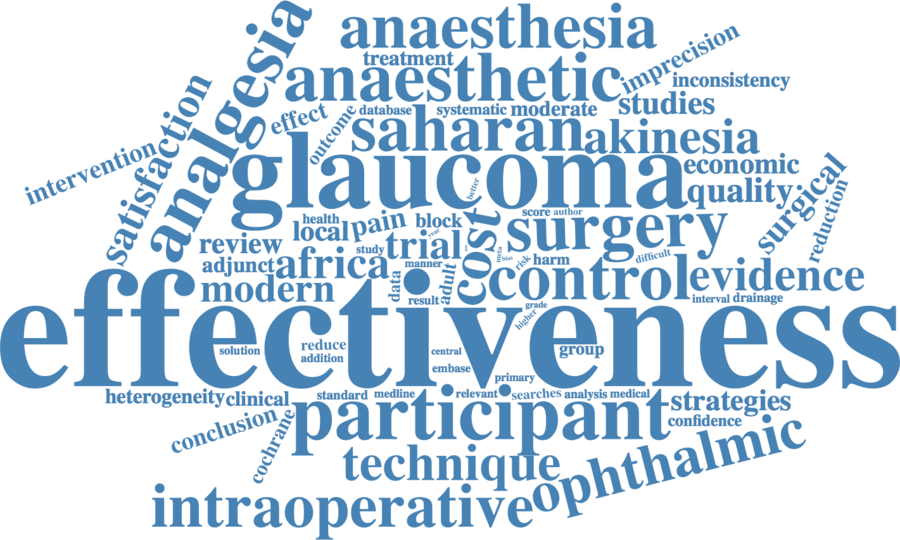 anaesthesia
treatment
anaesthetic
imprecision
inconsistency
analgesia
effect
outcome
database
systematic
moderate
studies
saharan
akinesia
intervention
satisfaction
glaucoma
better
economic
quality
surgical
reduction
health
local
pain
block
score
author
surgery
cost
review
study
trial
year
meta
bias
risk
harm
difficult
adjunct
africa
manner
data
adult
control
evidence
modern
result
grade
higher
interval
drainage
effectiveness
solution
reduce
addition
central
embase
group
primary
heterogeneity
clinical
standard
medline
relevant
searches
analysis
medical
strategies
participant
confidence
conclusion
cochrane
technique
ophthalmic
intraoperative